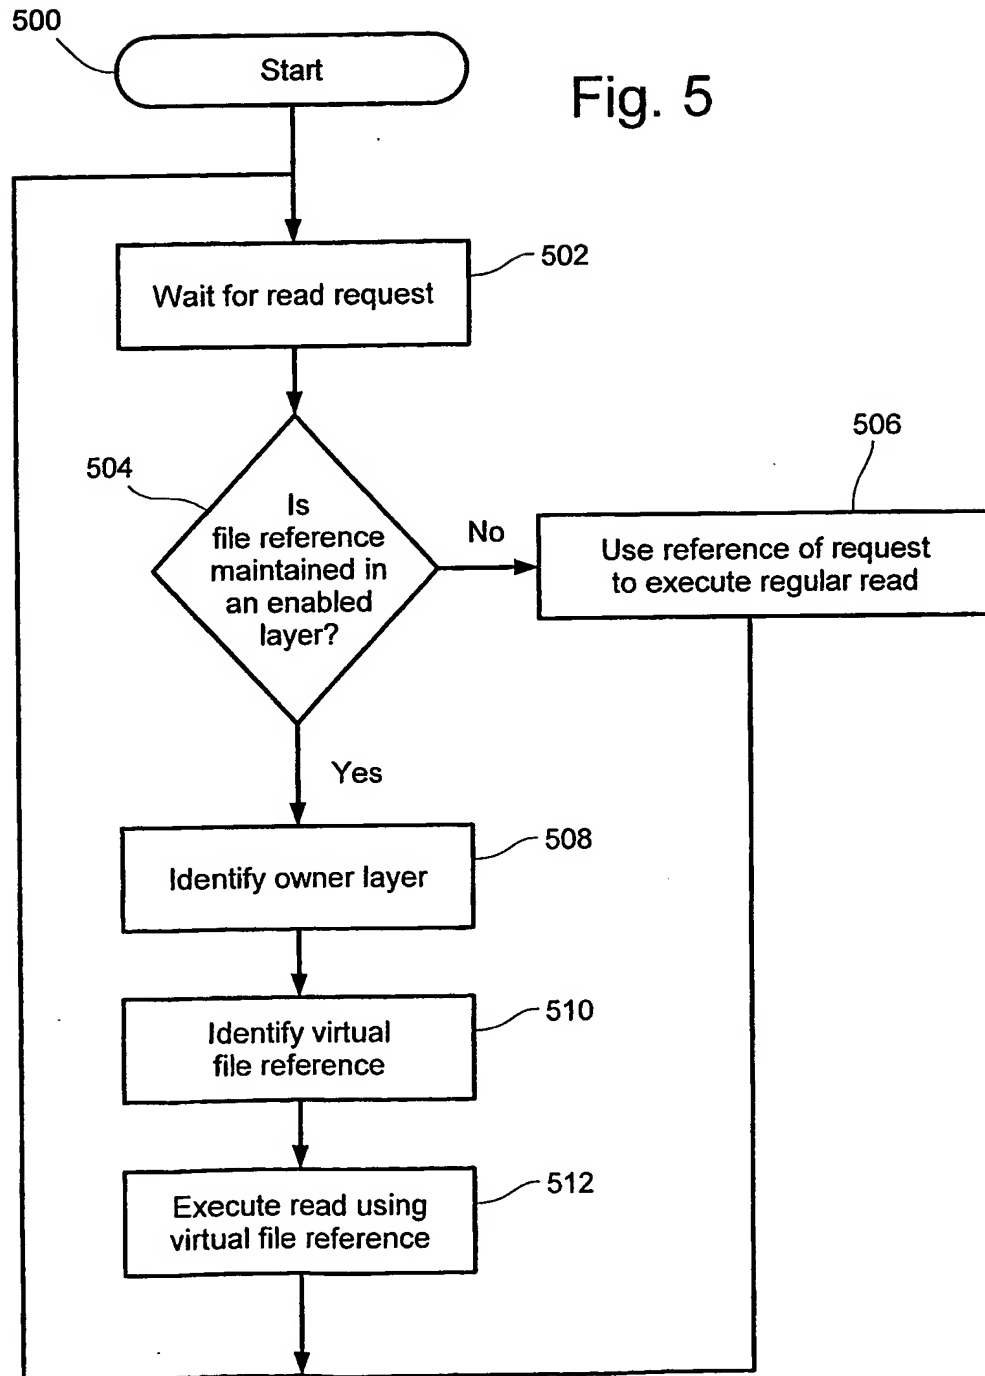 500
Start
Fig. 5
Wait for read request
502
504
Is
file reference
maintained in
an enabled
layer?
No
506
Use reference of request
to execute regular read
Yes
Identify owner layer
508
Identify virtual
file reference
510
Execute read using
virtual file reference
512